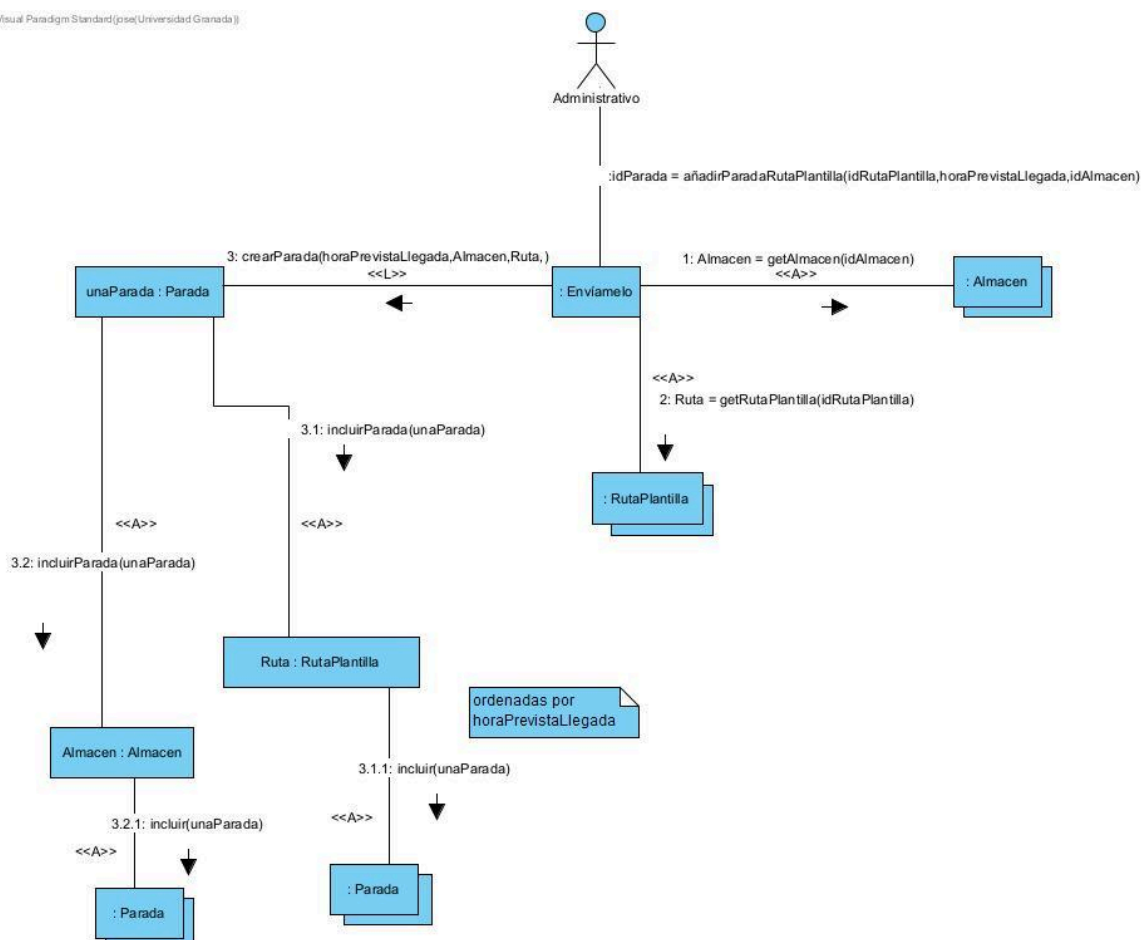 Visual Paradigm Standard(jose(Universidad Granada))
Administrativo
:idParada = añadirParadaRutaPlantilla(idRutaPlantilla,horaPrevistaLlegada,idAlmacen)
3: crearParada(horaPrevistaLlegada,Almacen,Ruta,)
<<L>>
1: Almacen = getAlmacen(idAlmacen)
<<A>>
unaParada : Parada
: Envíamelo
: Almacen
<<A>>
2: Ruta = getRutaPlantilla(idRutaPlantilla)
3.1: incluirParada(unaParada)
: RutaPlantilla
<<A>>
<<A>>
3.2: incluirParada(unaParada)
Ruta : RutaPlantilla
ordenadas por
horaPrevistaLlegada
Almacen : Almacen
3.1.1: incluir(unaParada)
3.2.1: incluir(unaParada)
<<A>>
<<A>>
: Parada
: Parada